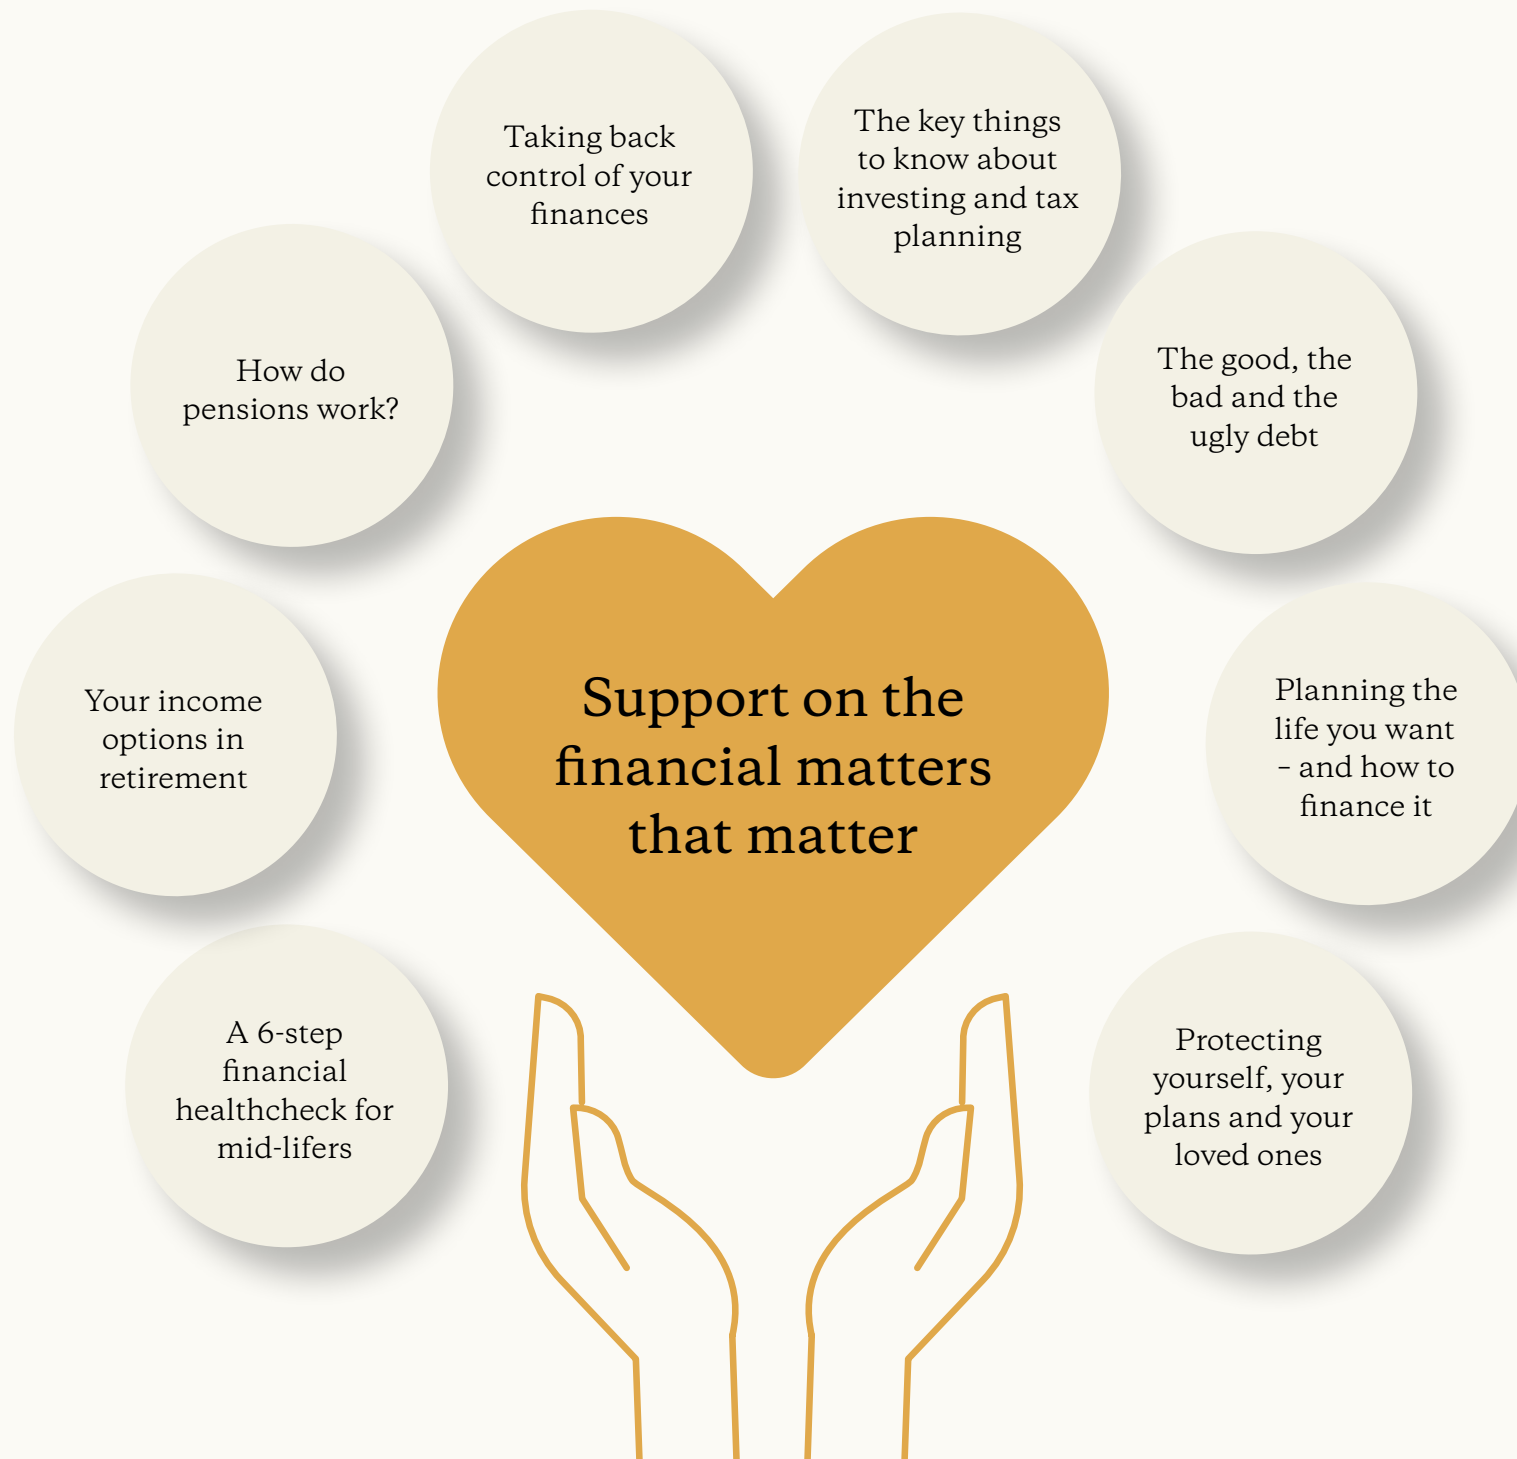 Taking back
control of your
finances
The key things
to know about
investing and tax
planning
How do
pensions work?
The good, the
bad and the
ugly debt
Your income
options in
retirement
Support on the
financial matters
that matter
Planning the
life you want
– and how to
finance it
A 6-step
financial
healthcheck for
mid-lifers
Protecting
yourself, your
plans and your
loved ones